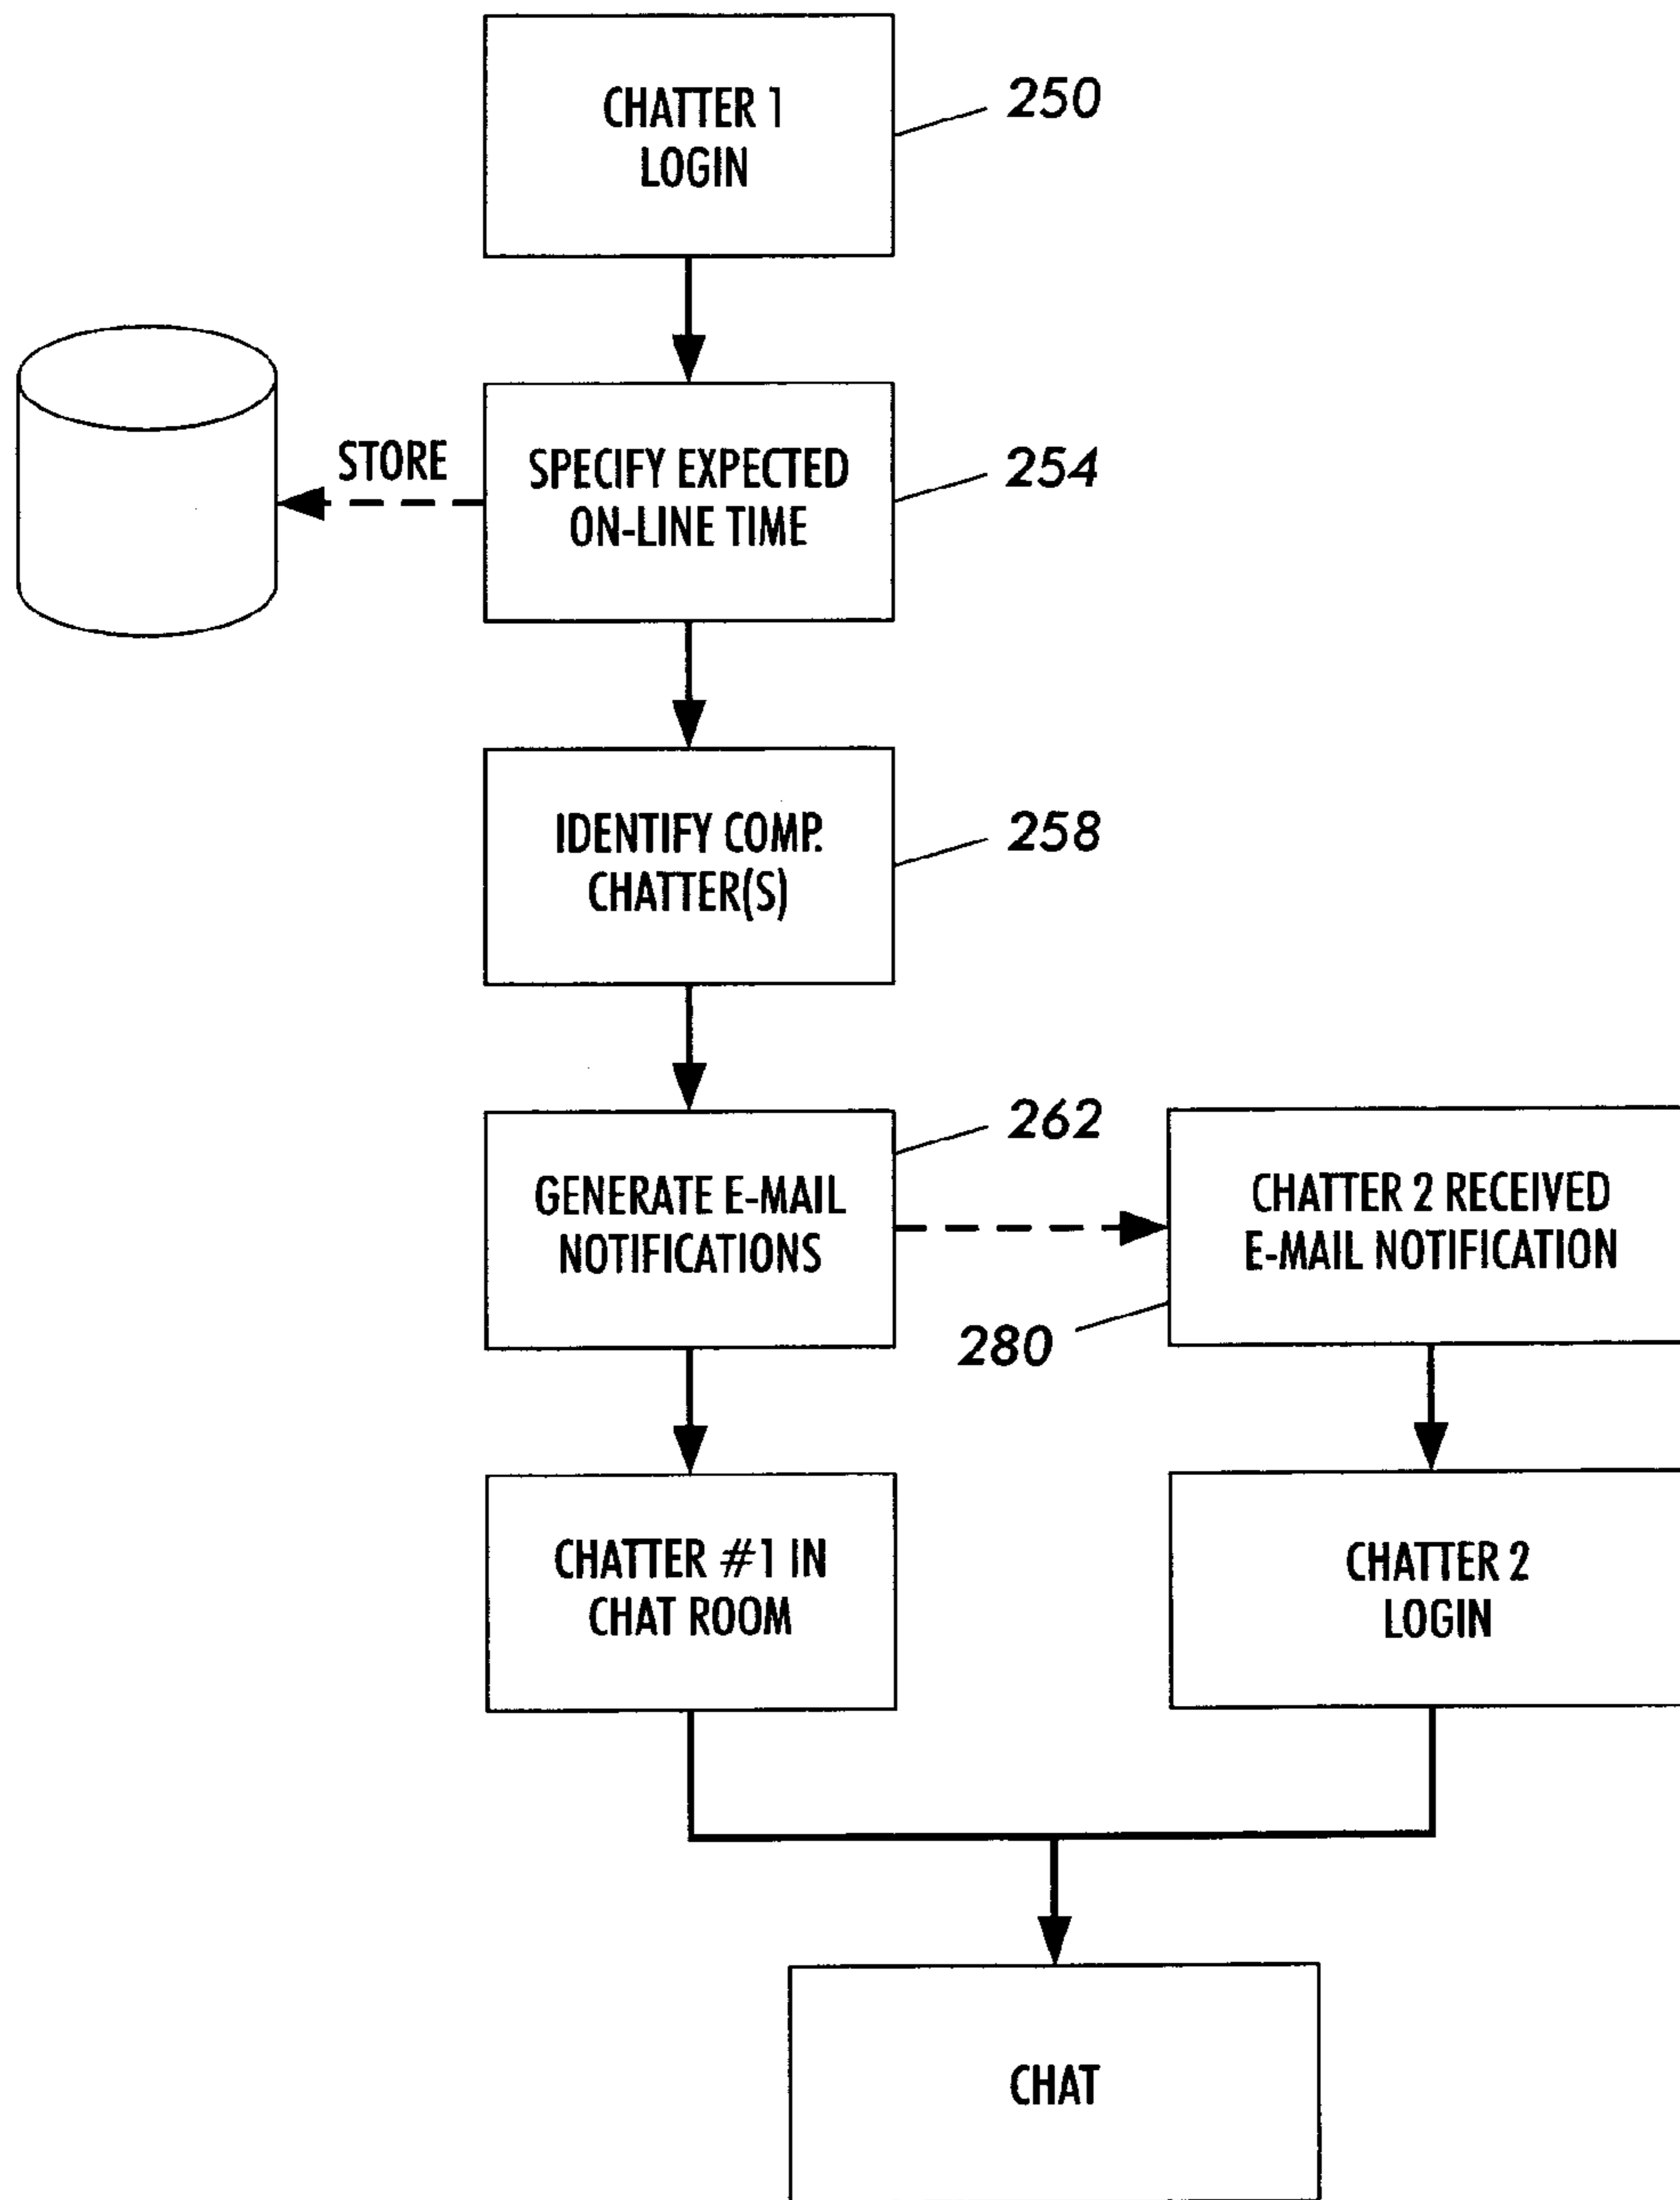 CHATTER 1
LOGIN
250
STORE
SPECIFY EXPECTED
ON-LINE TIME
254
IDENTIFY COMP.
CHATTER(S)
258
262
GENERATE E-MAIL
NOTIFICATIONS
CHATTER 2 RECEIVED
E-MAIL NOTIFICATION
280
CHATTER #1 IN
CHAT ROOM
CHATTER 2
LOGIN
CHAT